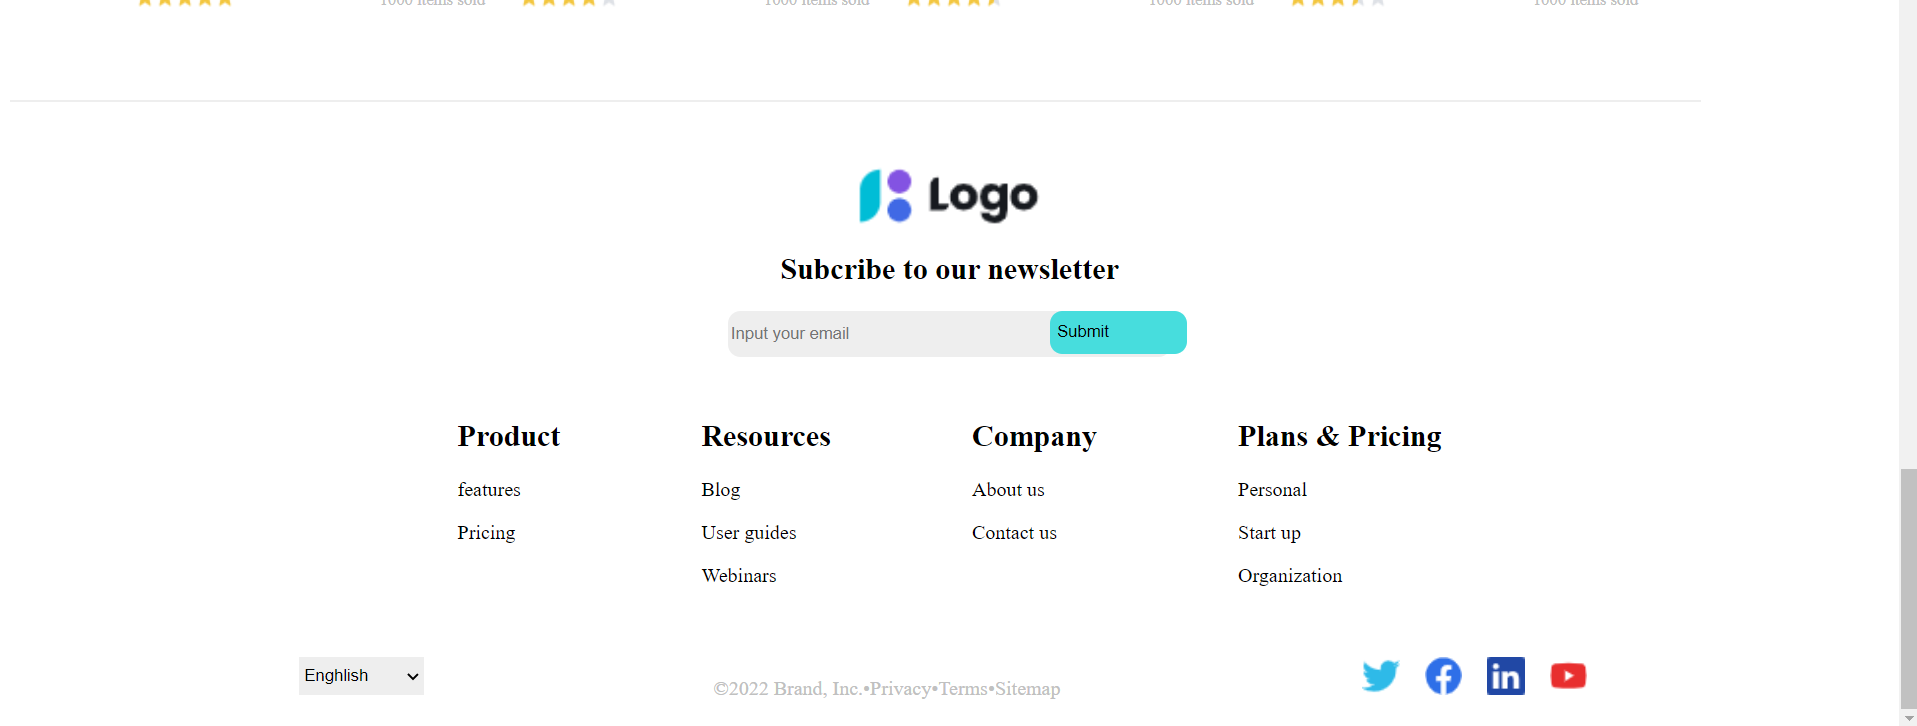 1000 items sold 1000 items sold 1000 items sold 1000 items sold
Logo
Subcribe to our newsletter
Input your email Submit
Product Resources Company Plans & Pricing
features Blog About us Personal
Pricing User guides Contact us Start up
Webinars Organization
Enghlish ©2022 Brand, Inc.•Privacy•Terms•Sitemap in